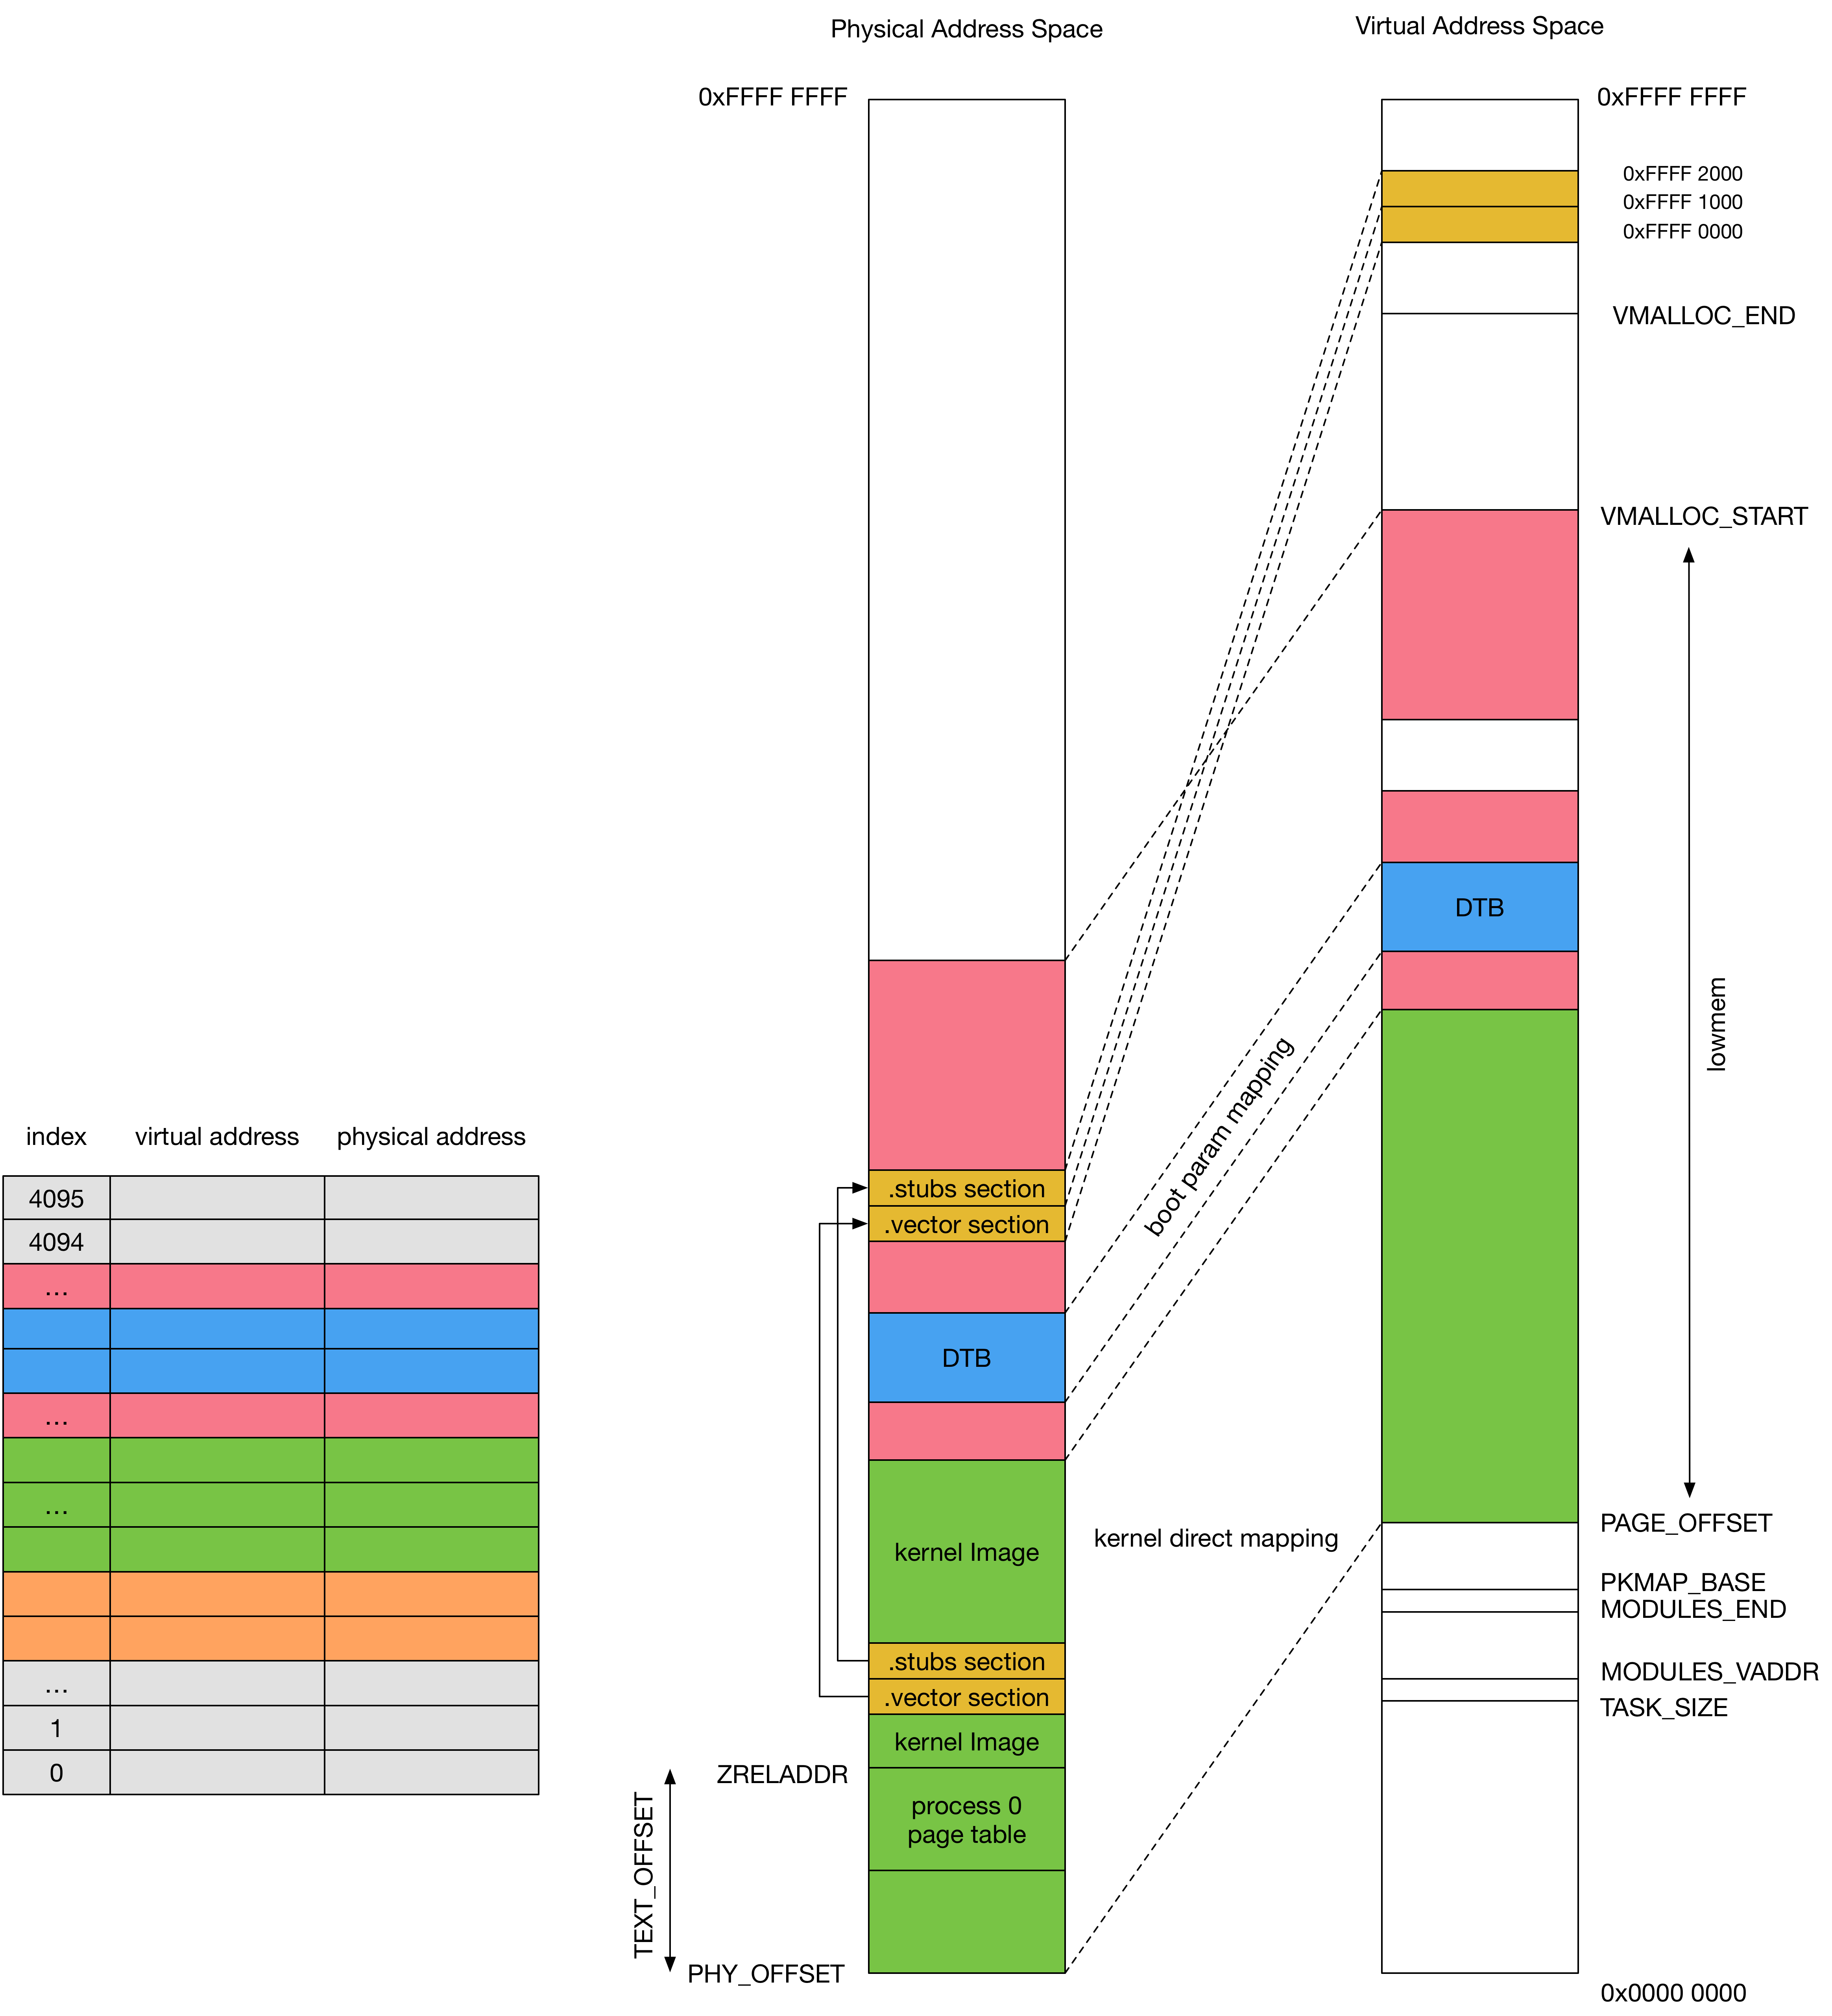 Physical Address Space
Virtual Address Space
0xFFFF FFFF
0xFFFF FFFF
0xFFFF 2000
0xFFFF 1000
0xFFFF 0000
VMALLOC_END
VMALLOC_START
DTB
lowmem
boot param mapping
index
virtual address
physical address
4095
4094
...
...
...
...
1
0
.stubs section
.vector section
DTB
kernel Image
kernel direct mapping
.stubs section
.vector section
kernel Image
ZRELADDR
process 0
page table
TEXT_OFFSET
PHY_OFFSET
PAGE_OFFSET
PKMAP_BASE
MODULES_END
MODULES_VADDR
TASK_SIZE
0x0000 0000